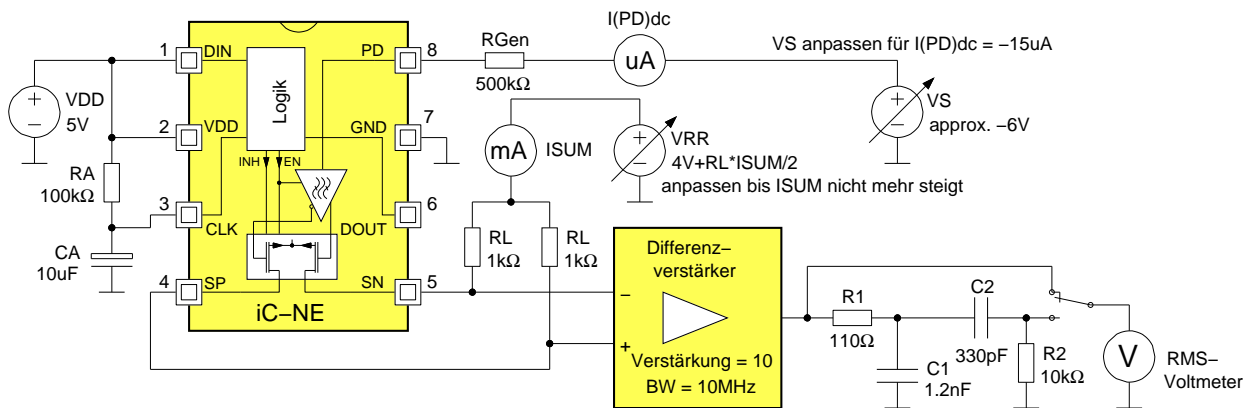 I(PD)dc
1
DIN
PD
8
RGen
500kΩ
uA
VS anpassen für I(PD)dc = –15uA
VDD
5V
Logik
2
VDD
GND
7
VS
approx. –6V
INH
EN
mA
ISUM
VRR
4V+RL*ISUM/2
anpassen bis ISUM nicht mehr steigt
RA
100kΩ
3
CLK
DOUT
6
CA
10uF
RL
1kΩ
RL
1kΩ
4
SP
SN
5
iC–NE
Differenz–
verstärker
Verstärkung = 10
BW = 10MHz
R1
110Ω
C2
330pF
C1
1.2nF
R2
10kΩ
V
RMS–
Voltmeter